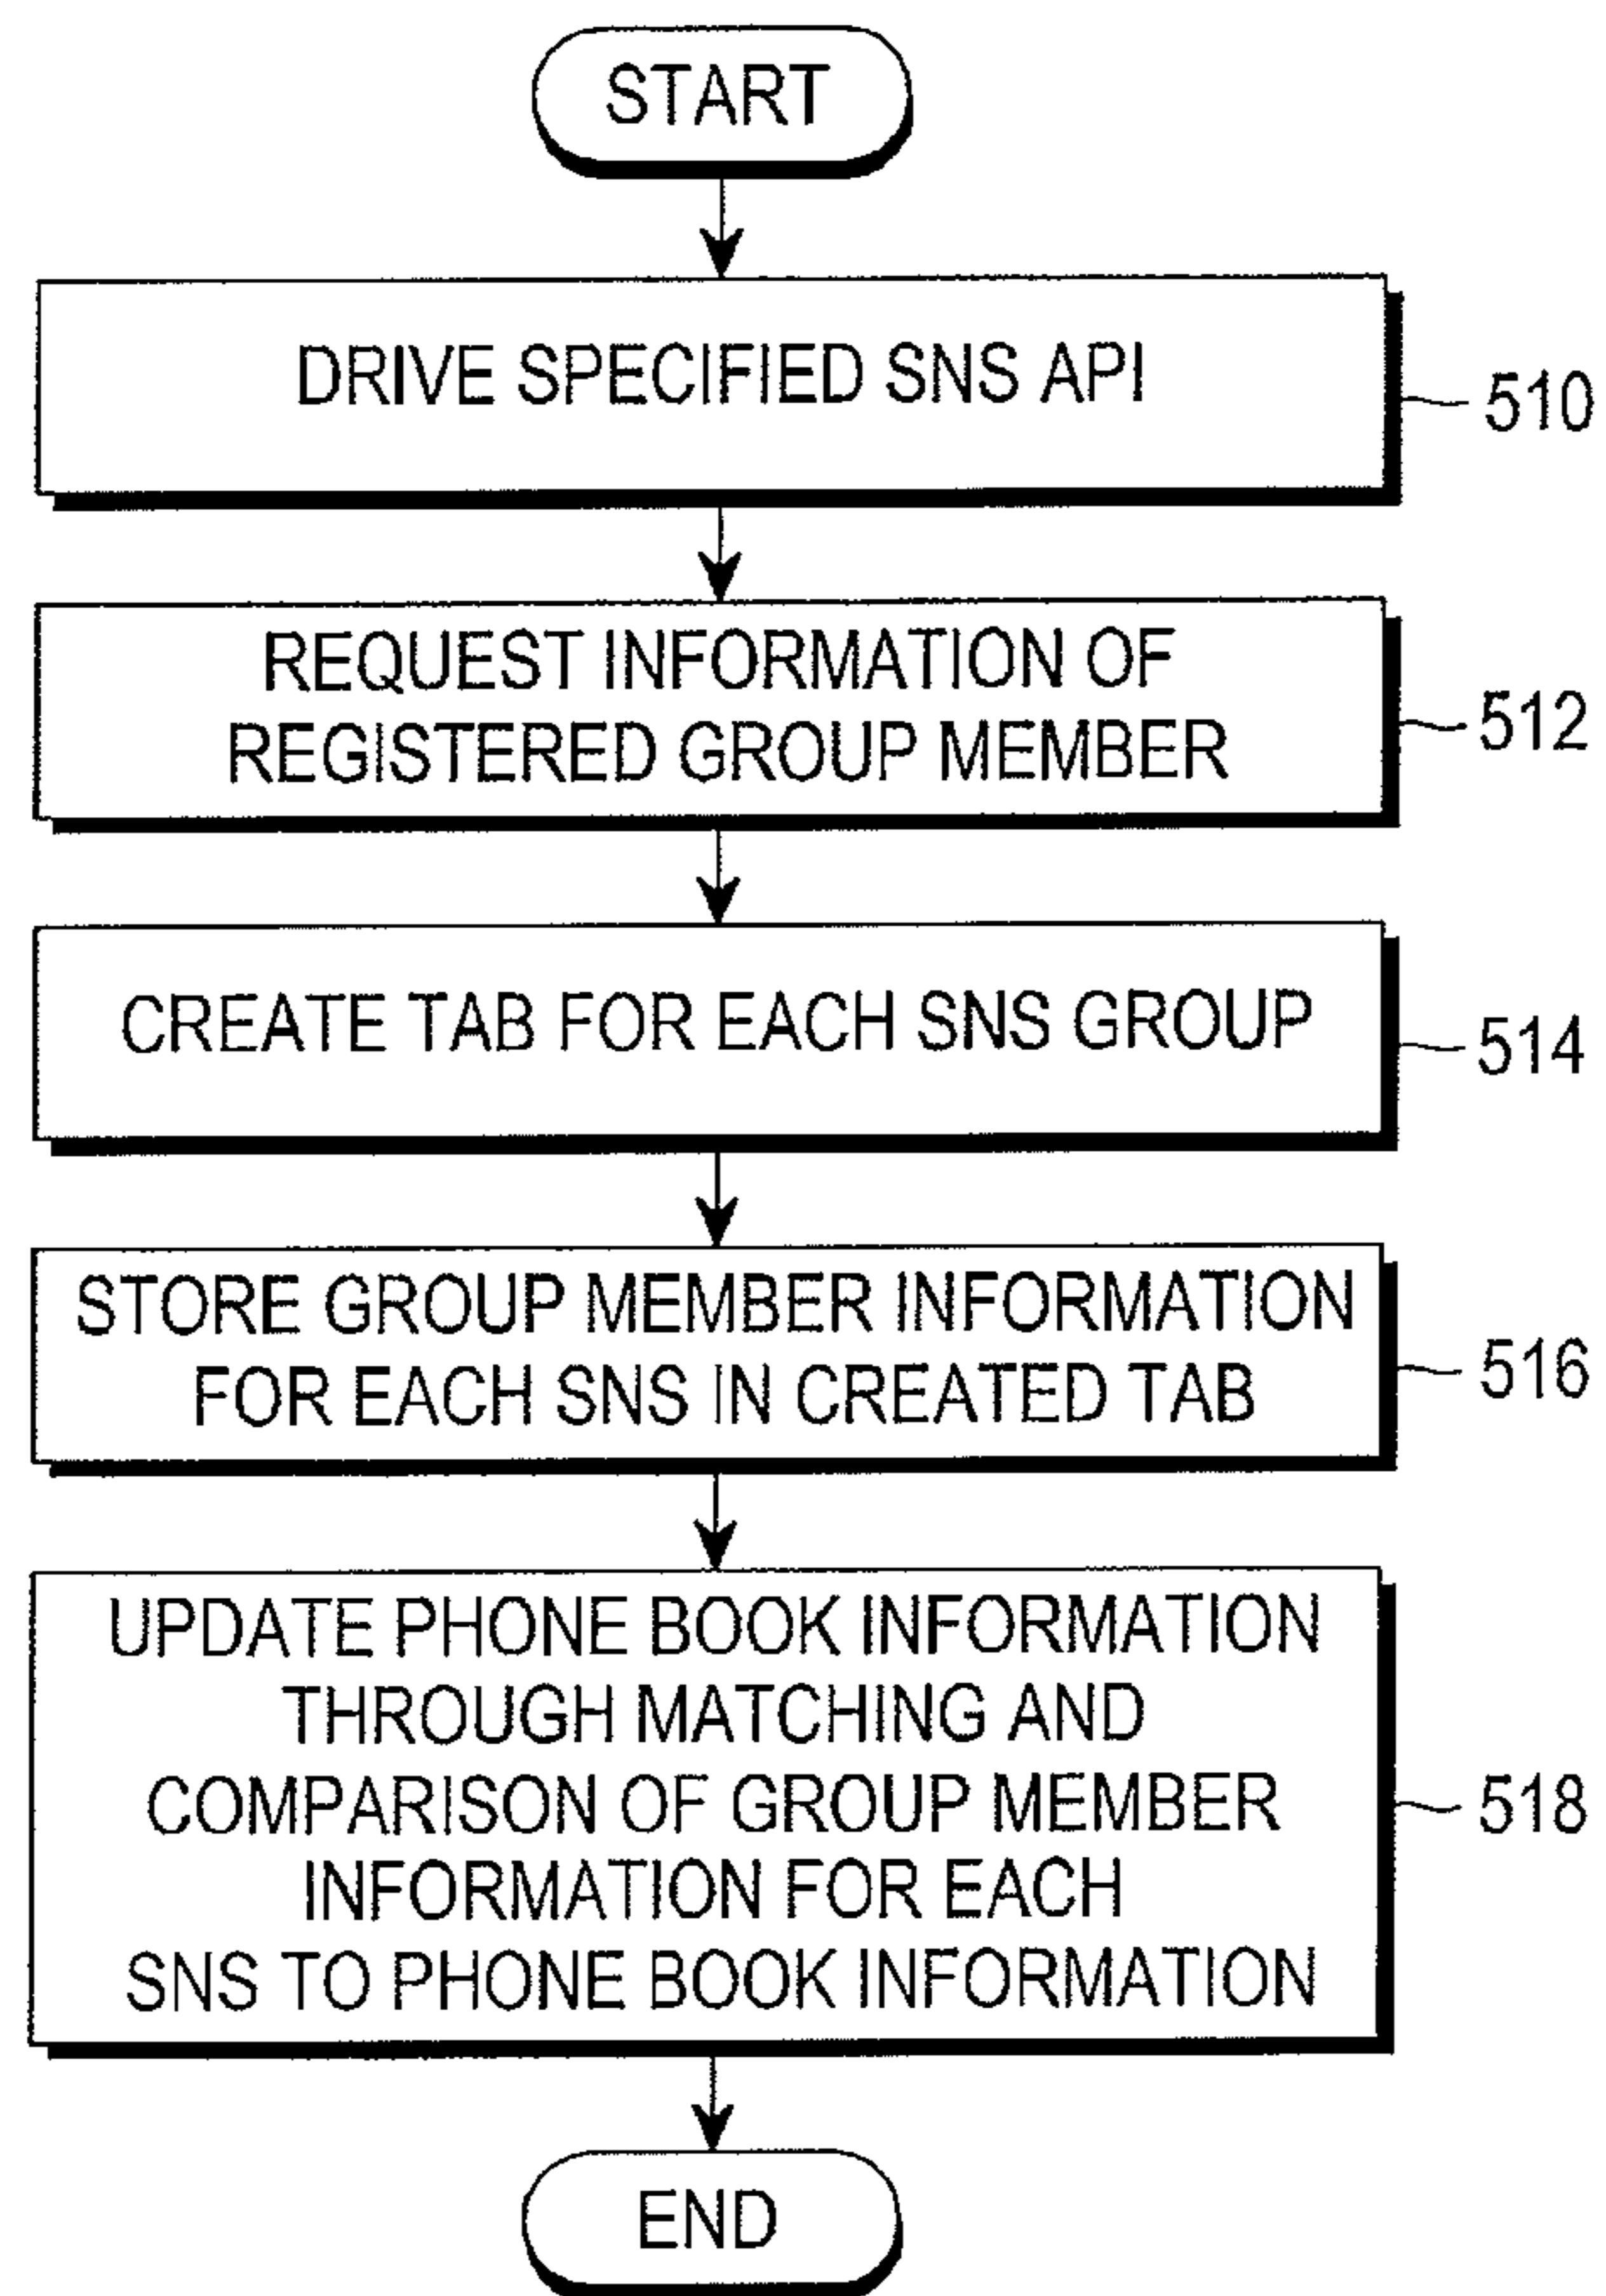 START
DRIVE SPECIFIED SNS API
510
REQUEST INFORMATION OF
REGISTERED GROUP MEMBER
512
CREATE TAB FOR EACH SNS GROUP
514
STORE GROUP MEMBER INFORMATION
FOR EACH SNS IN CREATED TAB
516
UPDATE PHONE BOOK INFORMATION
THROUGH MATCHING AND
COMPARISON OF GROUP MEMBER
INFORMATION FOR EACH
SNS TO PHONE BOOK INFORMATION
518
END